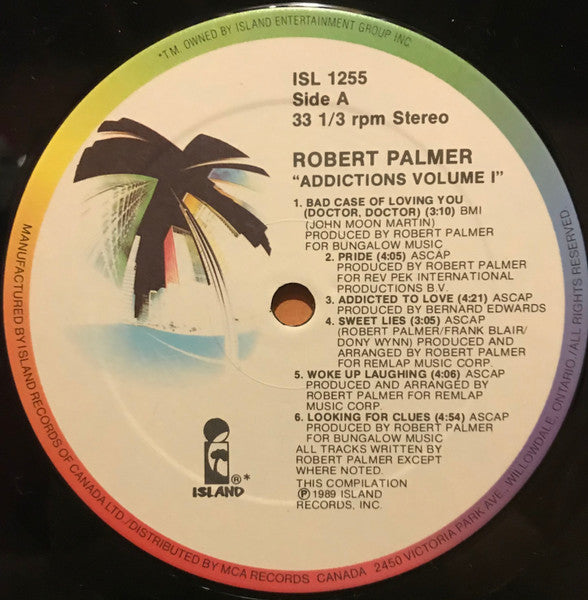 *T.M. OWNED BY ISLAND ENTERTAINMENT GROUP INC
ISL 1255
Side A
33 1/3 rpm Stereo
ROBERT PALMER
"ADDICTIONS VOLUME I"
1. BAD CASE OF LOVING YOU
(DOCTOR, DOCTOR) (3:10) BMI
(JOHN MOON MARTIN)
PRODUCED BY ROBERT PALMER
FOR BUNGALOW MUSIC
2. PRIDE (4:05) ASCAP
PRODUCED BY ROBERT PALMER
FOR REV PEK INTERNATIONAL
PRODUCTIONS B.V.
3. ADDICTED TO LOVE (4:21) ASCAP
PRODUCED BY BERNARD EDWARDS
4. SWEET LIES (3:05) ASCAP
(ROBERT PALMER/FRANK BLAIR/
DONY WYNN) PRODUCED AND
ARRANGED BY ROBERT PALMER
FOR REMLAP MUSIC CORP.
5. WOKE UP LAUGHING (4:06) ASCAP
PRODUCED AND ARRANGED BY
ROBERT PALMER FOR REMLAP
MUSIC CORP.
6. LOOKING FOR CLUES (4:54) ASCAP
PRODUCED BY ROBERT PALMER
FOR BUNGALOW MUSIC
ALL TRACKS WRITTEN BY
ROBERT PALMER EXCEPT
WHERE NOTED.
THIS COMPILATION
℗ 1989 ISLAND
RECORDS, INC.
®*
ISLAND
MANUFACTURED BY ISLAND RECORDS OF CANADA LTD./DISTRIBUTED BY MCA RECORDS CANADA 2450 VICTORIA PARK AVE., WILLOWDALE, ONTARIO/ALL RIGHTS RESERVED